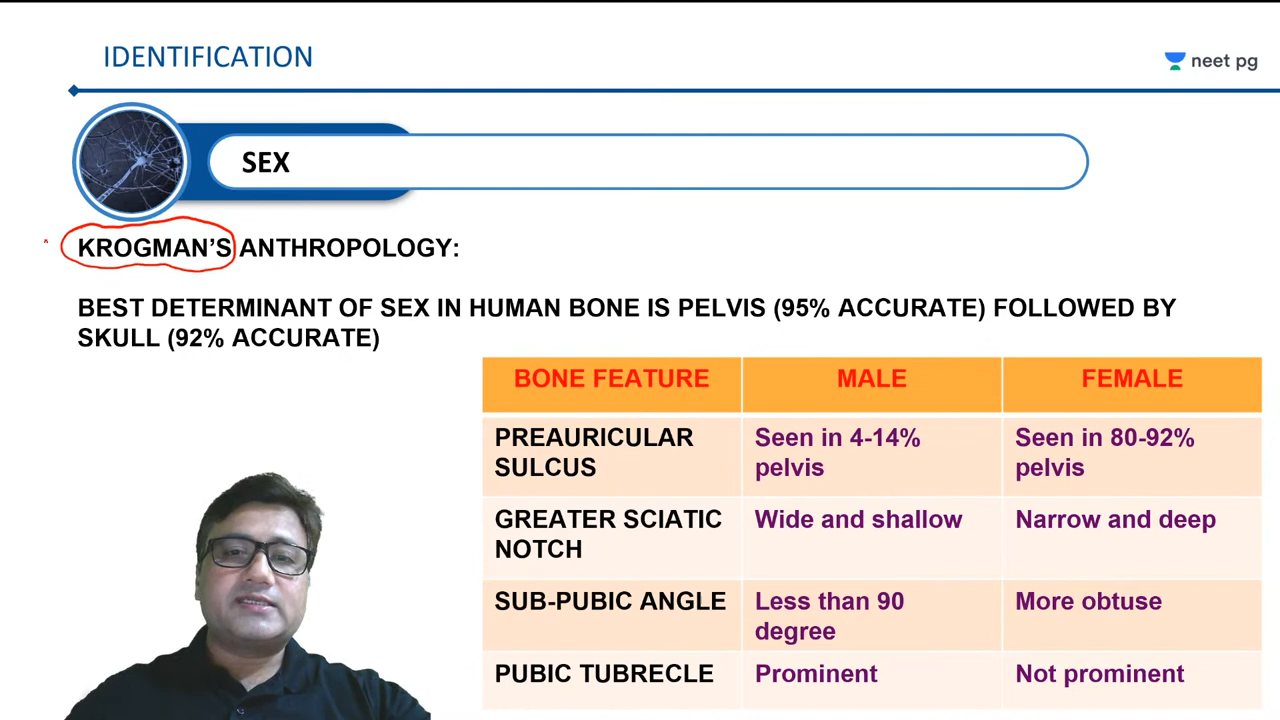 IDENTIFICATION
neet pg
SEX
KROGMAN’S ANTHROPOLOGY:
BEST DETERMINANT OF SEX IN HUMAN BONE IS PELVIS (95% ACCURATE) FOLLOWED BY
SKULL (92% ACCURATE)
BONE FEATURE MALE FEMALE
PREAURICULAR Seen in 4-14% Seen in 80-92%
SULCUS pelvis pelvis
GREATER SCIATIC Wide and shallow Narrow and deep
NOTCH
SUB-PUBIC ANGLE Less than 90 More obtuse
degree
PUBIC TUBRECLE Prominent Not prominent